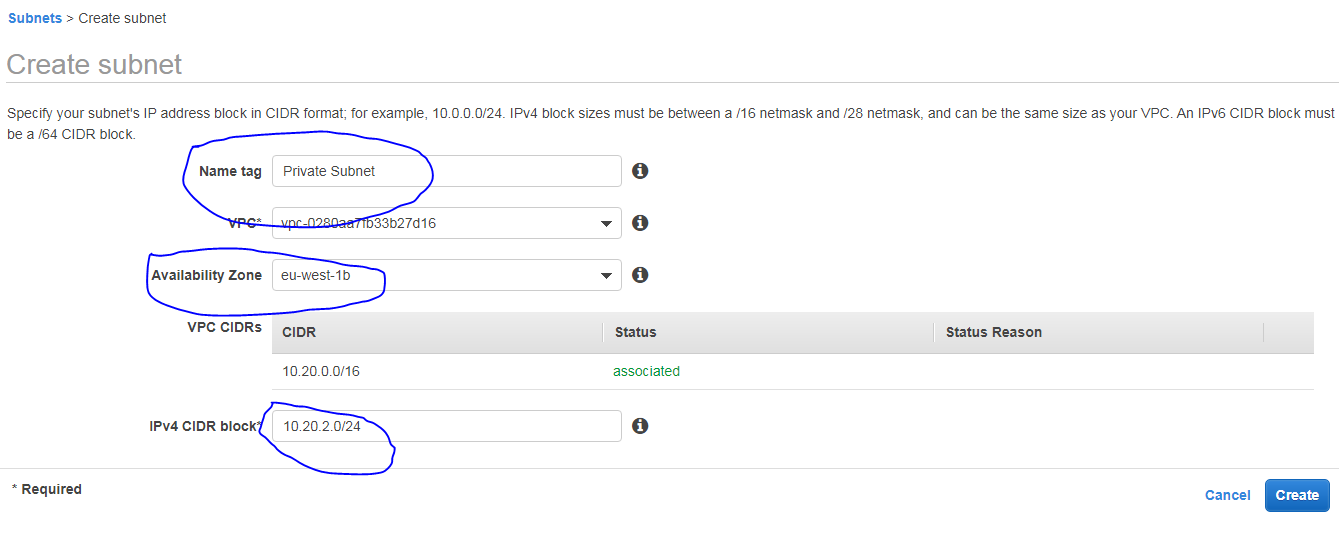 Subnets > Create subnet
Create subnet
Specify your subnet's IP address block in CIDR format; for example, 10.0.0.0/24. IPv4 block sizes must be between a /16 netmask and /28 netmask, and can be the same size as your VPC. An IPv6 CIDR block must
be a /64 CIDR block.
Name tag Private Subnet
VPC* vpc-0280aa7fb33b27d16
Availability Zone eu-west-1b
VPC CIDRs CIDR Status Status Reason
10.20.0.0/16 associated
IPv4 CIDR block* 10.20.2.0/24
* Required
Cancel Create